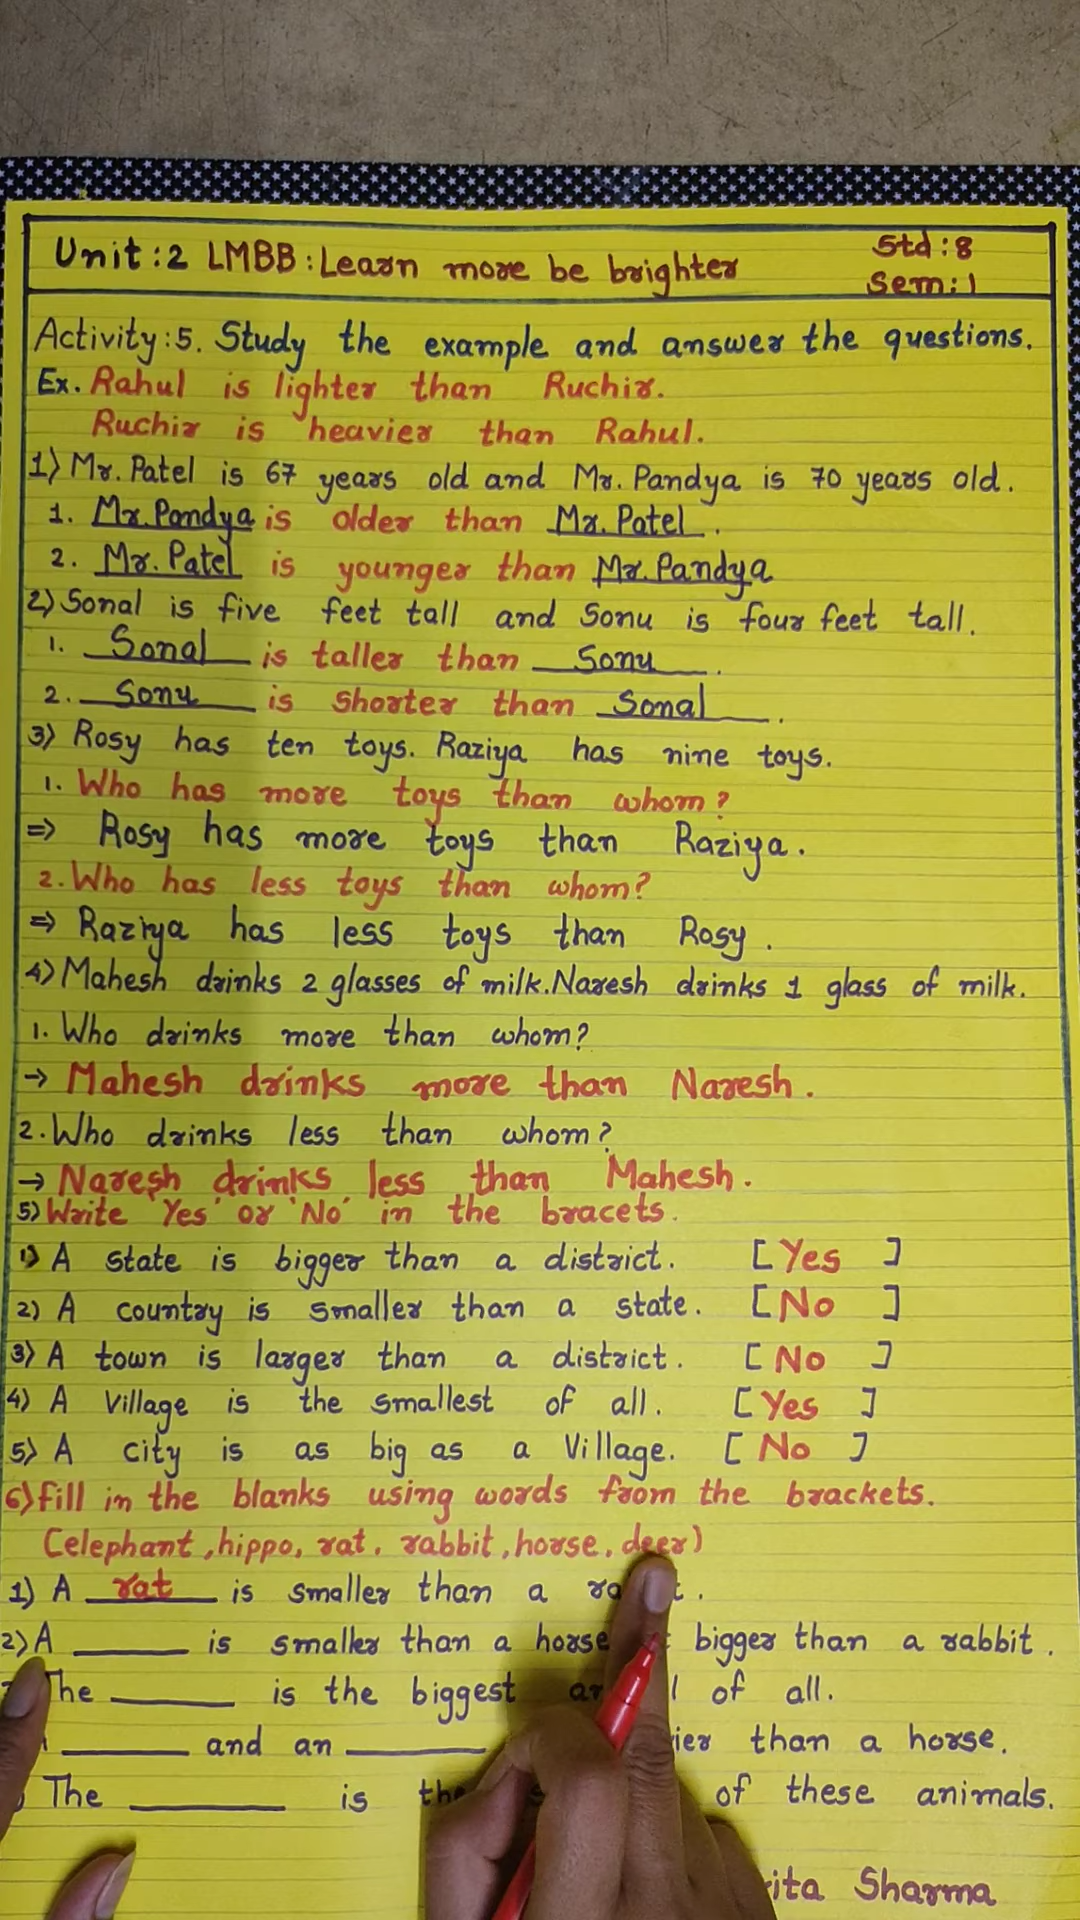 Unit:2 LMBB:Learn more be brighter
Std:8
Sem:1
Activity:5. Study the example and answer the questions.
Ex. Rahul is lighter than Ruchir.
Ruchir is heavier than Rahul.
1) Mr. Patel is 67 years old and Mr. Pandya is 70 years old.
1. Mr. Pandya is older than Mr. Patel.
2. Mr. Patel is younger than Mr. Pandya
2) Sonal is five feet tall and Sonu is four feet tall.
1. Sonal is taller than Sonu.
2. Sonu is shorter than Sonal.
3) Rosy has ten toys. Raziya has nine toys.
1. Who has more toys than whom?
⇒ Rosy has more toys than Raziya.
2. Who has less toys than whom?
⇒ Raziya has less toys than Rosy.
4) Mahesh drinks 2 glasses of milk. Naresh drinks 1 glass of milk.
1. Who drinks more than whom?
→ Mahesh drinks more than Naresh.
2. Who drinks less than whom?
→ Naresh drinks less than Mahesh.
5) Write 'Yes' or 'No' in the bracets.
1) A state is bigger than a district. [Yes ]
2) A country is smaller than a state. [No ]
3) A town is larger than a district. [No ]
4) A Village is the smallest of all. [Yes ]
5) A city is as big as a Village. [No ]
6) Fill in the blanks using words from the brackets.
(elephant, hippo, rat, rabbit, horse, deer)
1) A rat is smaller than a
2) A ______ is smaller than a horse bigger than a rabbit.
The ______ is the biggest of all.
______ and an ______ than a horse.
The ______ is of these animals.
Sharma